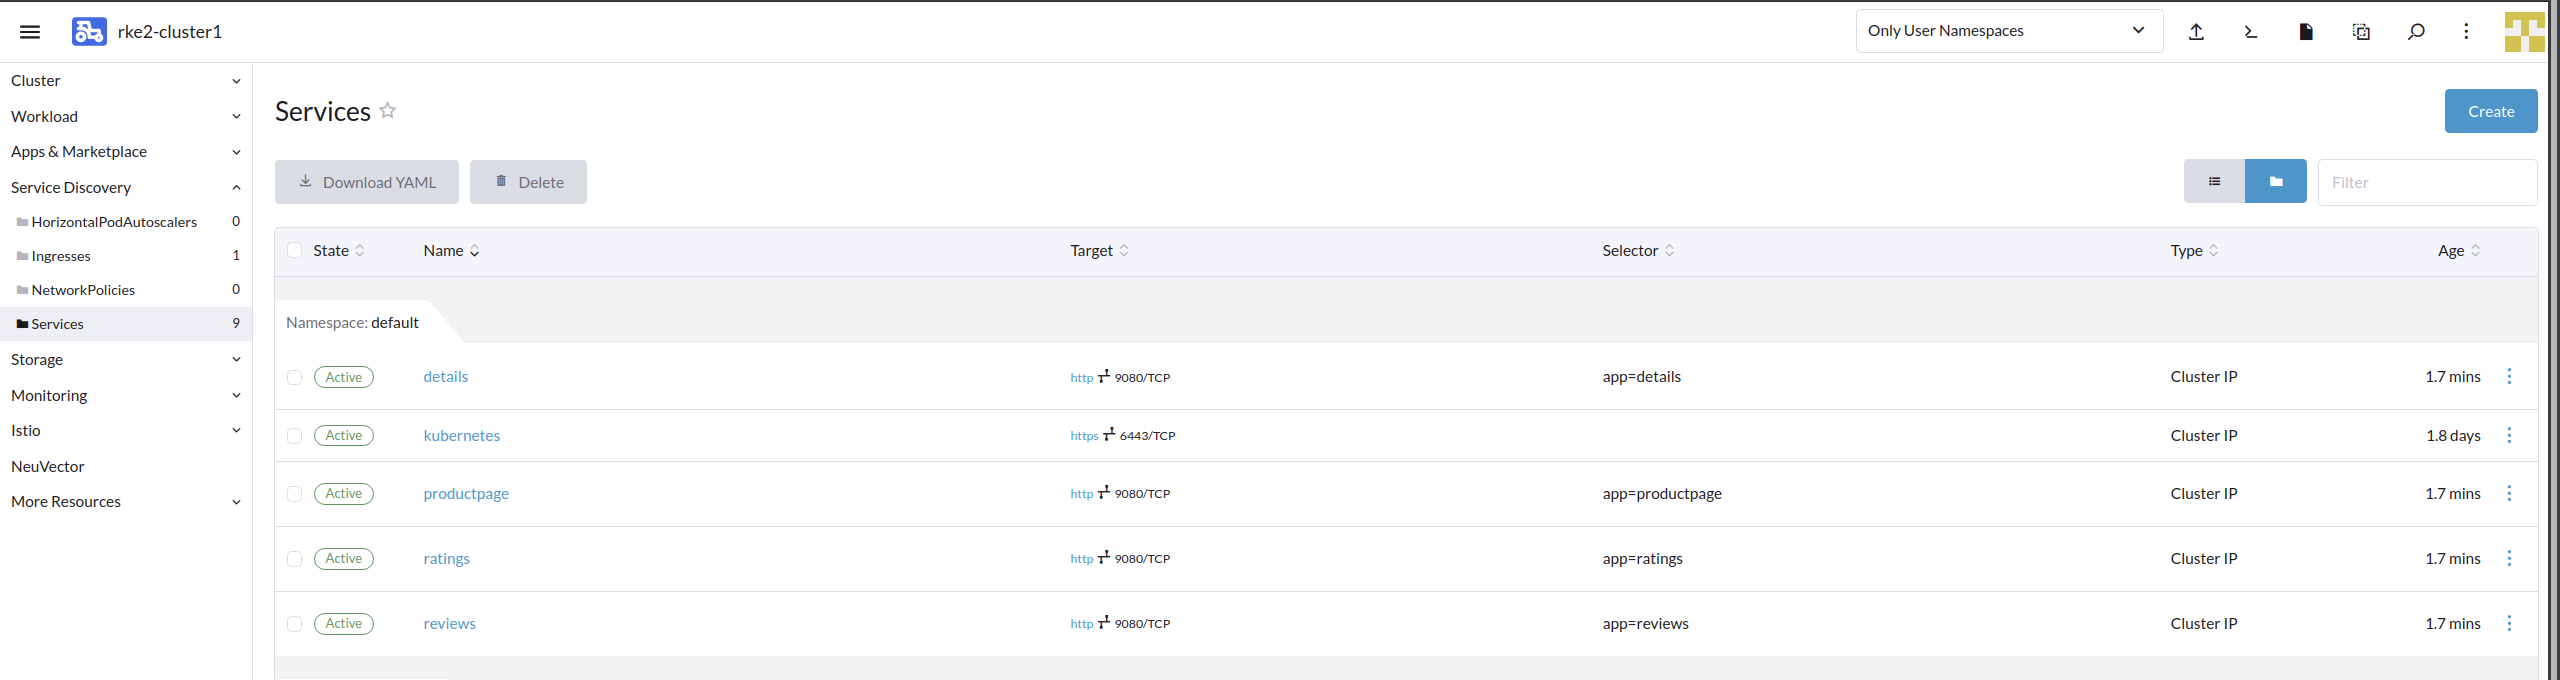 rke2-cluster1
Only User Namespaces
Cluster
Workload
Apps & Marketplace
Service Discovery
HorizontalPodAutoscalers 0
Ingresses 1
NetworkPolicies 0
Services 9
Storage
Monitoring
Istio
NeuVector
More Resources
Services
Create
Download YAML Delete
Filter
State Name Target Selector Type Age
Namespace: default
Active details http 9080/TCP app=details Cluster IP 1.7 mins
Active kubernetes https 6443/TCP Cluster IP 1.8 days
Active productpage http 9080/TCP app=productpage Cluster IP 1.7 mins
Active ratings http 9080/TCP app=ratings Cluster IP 1.7 mins
Active reviews http 9080/TCP app=reviews Cluster IP 1.7 mins